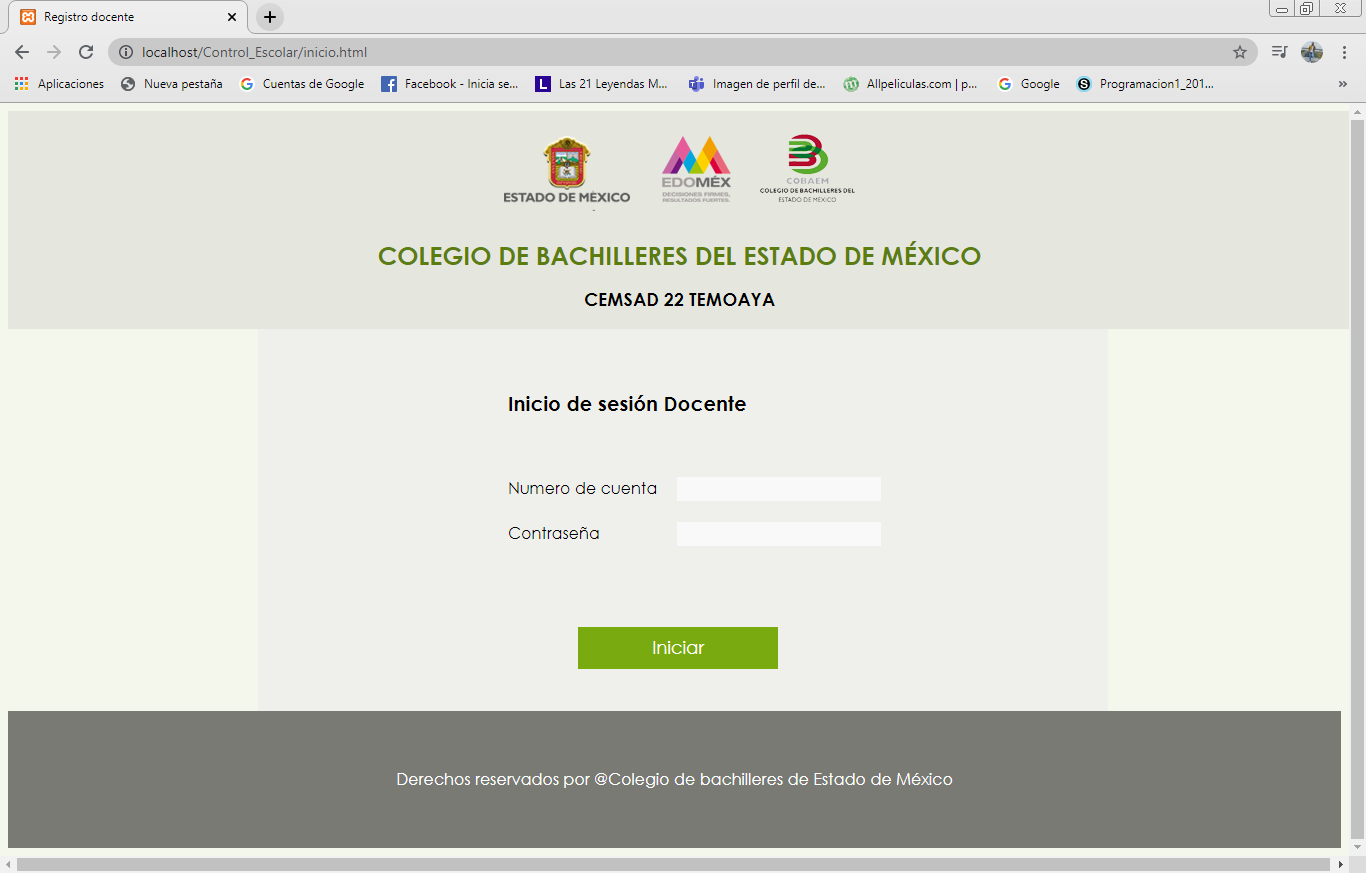 Registro docente
localhost/Control_Escolar/inicio.html
Aplicaciones Nueva pestaña Cuentas de Google Facebook - Inicia se... Las 21 Leyendas M... Imagen de perfil de... Allpeliculas.com | p... Google Programacion1_201...
ESTADO DE MÉXICO
EDOMÉX
DECISIONES FIRMES,
RESULTADOS FUERTES.
COBAEM
COLEGIO DE BACHILLERES DEL
ESTADO DE MÉXICO
COLEGIO DE BACHILLERES DEL ESTADO DE MÉXICO
CEMSAD 22 TEMOAYA
Inicio de sesión Docente
Numero de cuenta
Contraseña
Iniciar
Derechos reservados por @Colegio de bachilleres de Estado de México